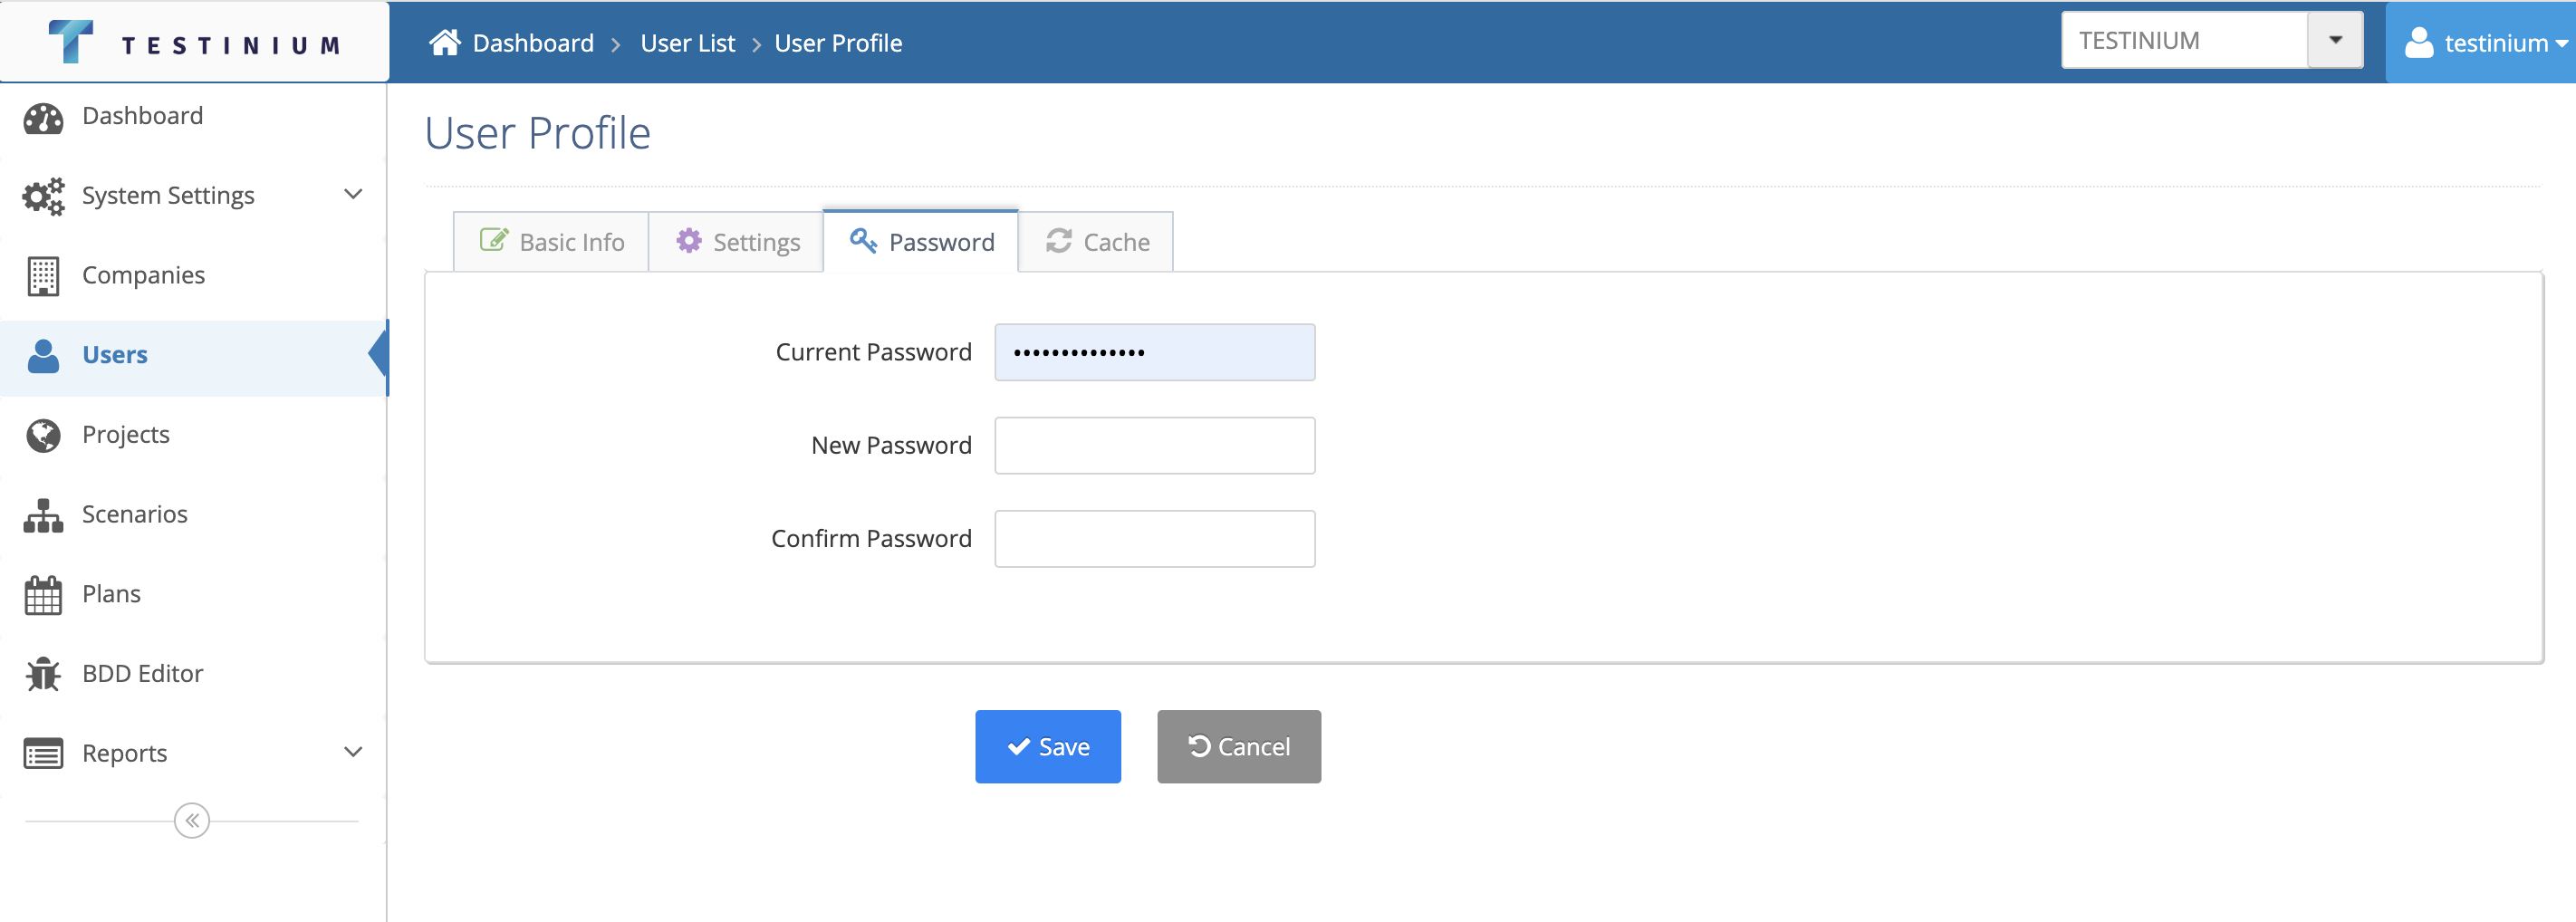 TESTINIUM
Dashboard > User List > User Profile
TESTINIUM
testinium
Dashboard
System Settings
Companies
Users
Projects
Scenarios
Plans
BDD Editor
Reports
User Profile
Basic Info
Settings
Password
Cache
Current Password ••••••••••••••
New Password
Confirm Password
Save
Cancel